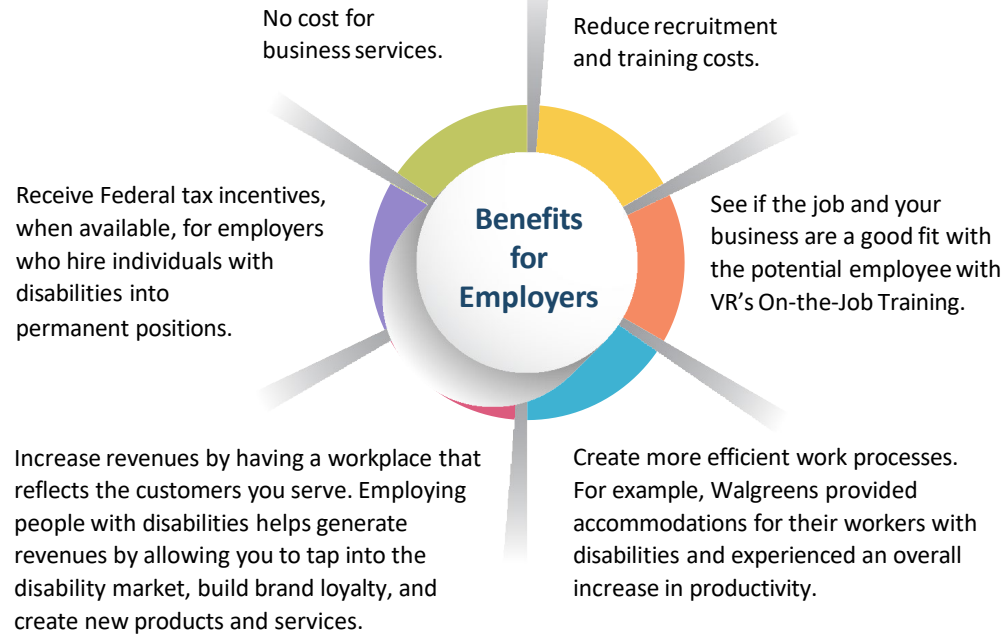 No cost for
business services.
Reduce recruitment
and training costs.
Receive Federal tax incentives,
when available, for employers
who hire individuals with
disabilities into
permanent positions.
Benefits
for
Employers
See if the job and your
business are a good fit with
the potential employee with
VR’s On-the-Job Training.
Increase revenues by having a workplace that
reflects the customers you serve. Employing
people with disabilities helps generate
revenues by allowing you to tap into the
disability market, build brand loyalty, and
create new products and services.
Create more efficient work processes.
For example, Walgreens provided
accommodations for their workers with
disabilities and experienced an overall
increase in productivity.